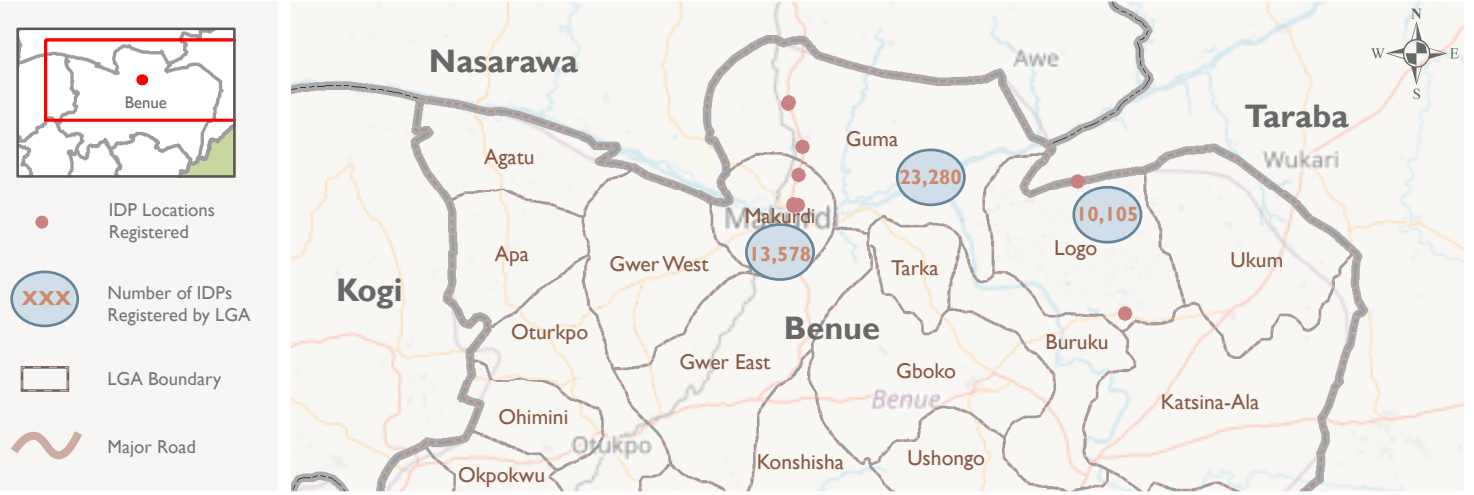 Benue
IDP Locations
Registered
XXX
Number of IDPs
Registered by LGA
LGA Boundary
Major Road
N
W
E
S
Nasarawa
Awe
Taraba
Wukari
Guma
Agatu
23,280
10,105
Makurdi
Makurdi
13,578
Logo
Ukum
Apa
Gwer West
Tarka
Kogi
Benue
Oturkpo
Buruku
Gwer East
Gboko
Benue
Katsina-Ala
Ohimini
Otukpo
Konshisha
Ushongo
Okpokwu